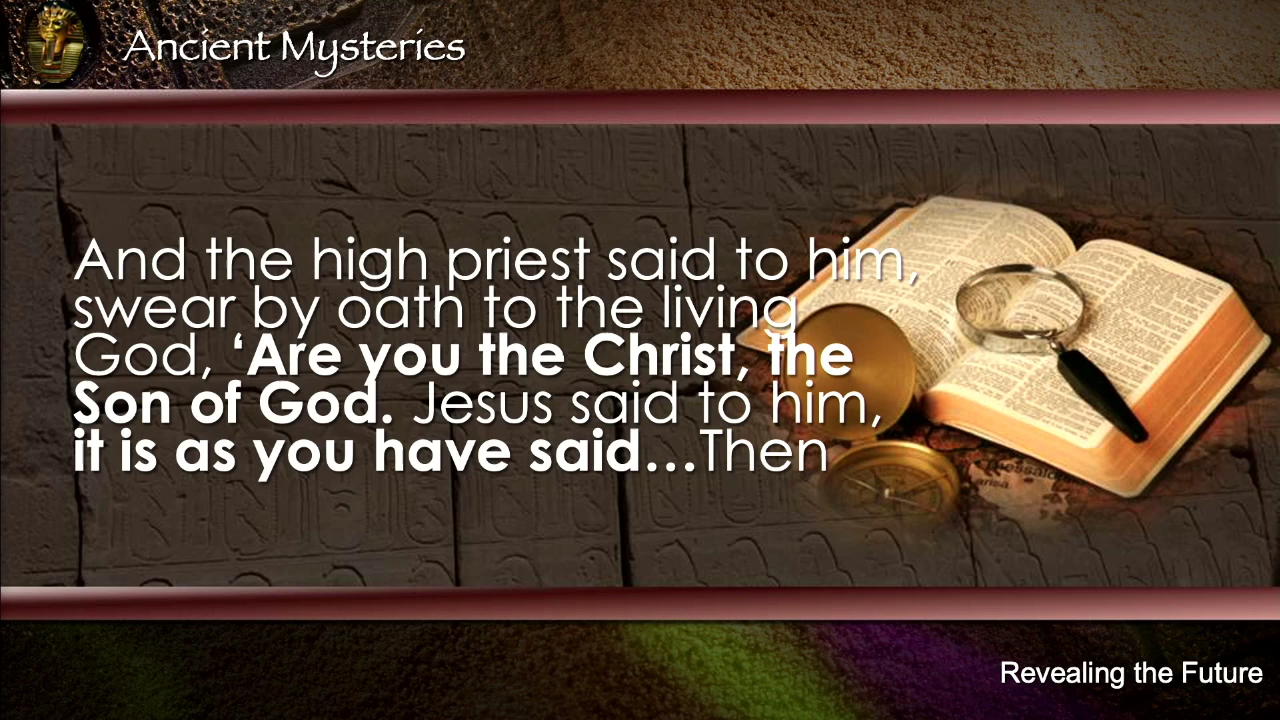 Ancient Mysteries
And the high priest said to him,
swear by oath to the living
God, ‘Are you the Christ, the
Son of God. Jesus said to him,
it is as you have said…Then
Revealing the Future